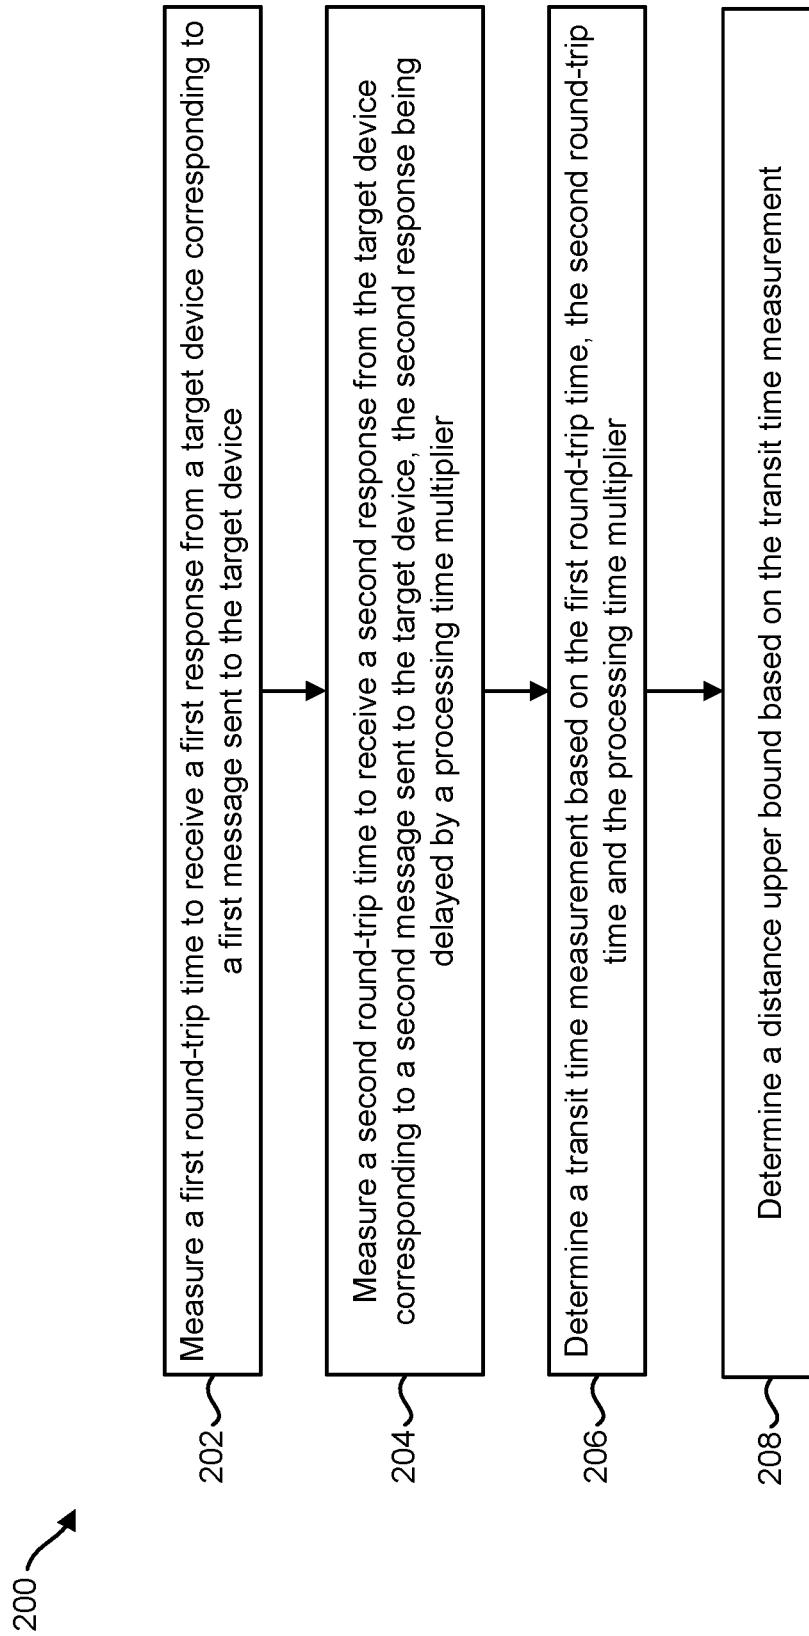 200
202
Measure a first round-trip time to receive a first response from a target device corresponding to
a first message sent to the target device
204
Measure a second round-trip time to receive a second response from the target device
corresponding to a second message sent to the target device, the second response being
delayed by a processing time multiplier
206
Determine a transit time measurement based on the first round-trip time, the second round-trip
time and the processing time multiplier
208
Determine a distance upper bound based on the transit time measurement